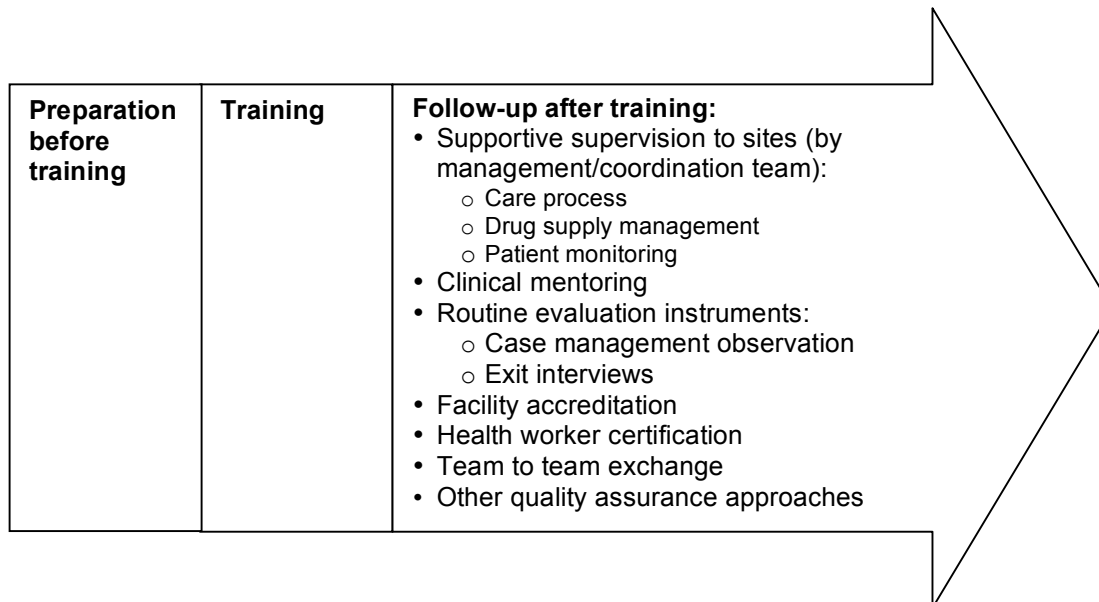 Preparation
before
training
Training
Follow-up after training:
• Supportive supervision to sites (by
management/coordination team):
o Care process
o Drug supply management
o Patient monitoring
• Clinical mentoring
• Routine evaluation instruments:
o Case management observation
o Exit interviews
• Facility accreditation
• Health worker certification
• Team to team exchange
• Other quality assurance approaches